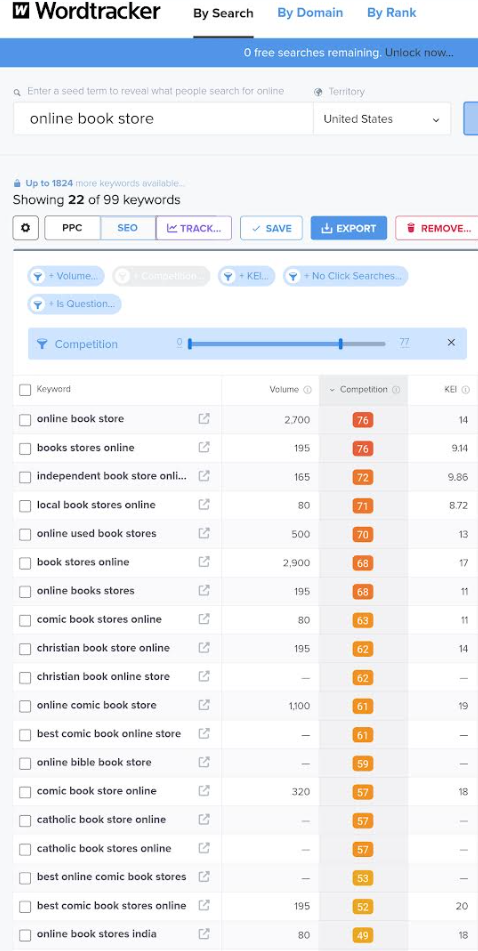 Wordtracker By Search By Domain By Rank
0 free searches remaining. Unlock now...
Enter a seed term to reveal what people search for online Territory
online book store United States
Up to 1824 more keywords available...
Showing 22 of 99 keywords
PPC SEO TRACK... SAVE EXPORT REMOVE...
+ Volume... + Competition... + KEI... + No Click Searches...
+ Is Question...
Competition 0 77 ×
Keyword Volume Competition KEI
online book store 2,700 76 14
books stores online 195 76 9.14
independent book store onli... 165 72 9.86
local book stores online 80 71 8.72
online used book stores 500 70 13
book stores online 2,900 68 17
online books stores 195 68 11
comic book stores online 80 63 11
christian book store online 195 62 14
christian book online store — 62 —
online comic book store 1,100 61 19
best comic book online store — 61 —
online bible book store — 59 —
comic book store online 320 57 18
catholic book store online — 57 —
catholic book stores online — 57 —
best online comic book stores — 53 —
best comic book stores online 195 52 20
online book stores india 80 49 18